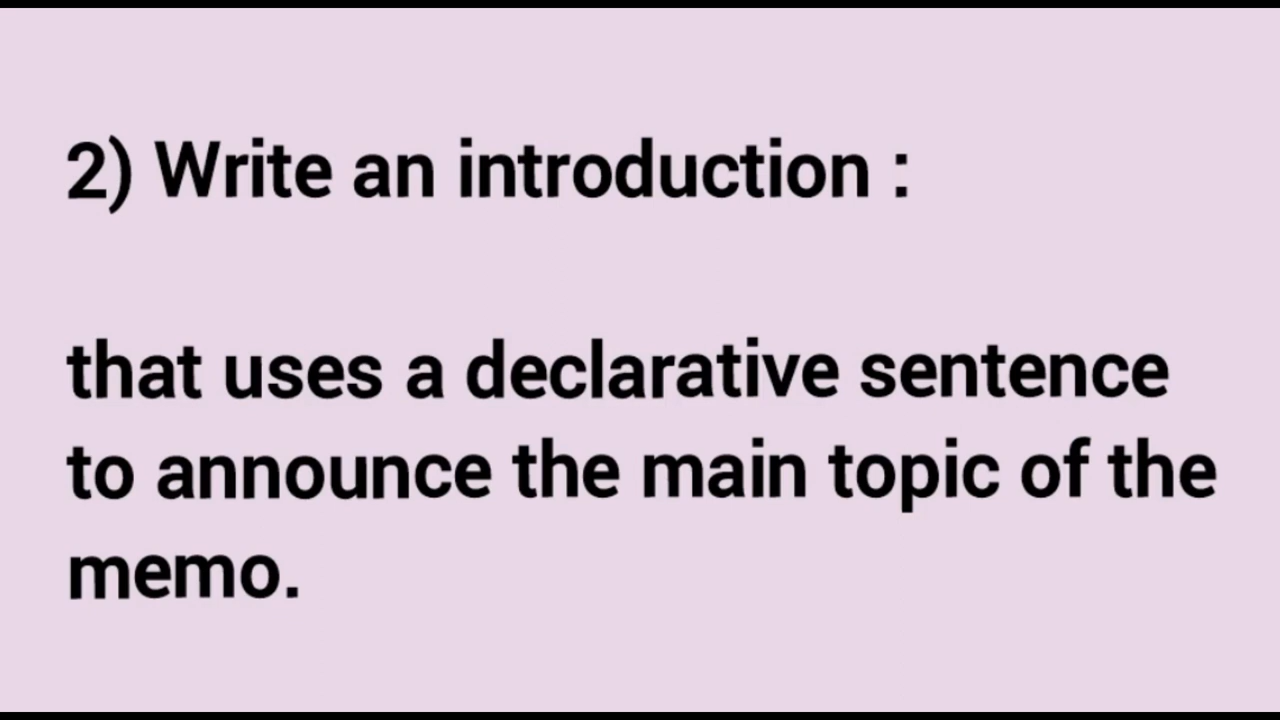 2) Write an introduction :
that uses a declarative sentence
to announce the main topic of the
memo.